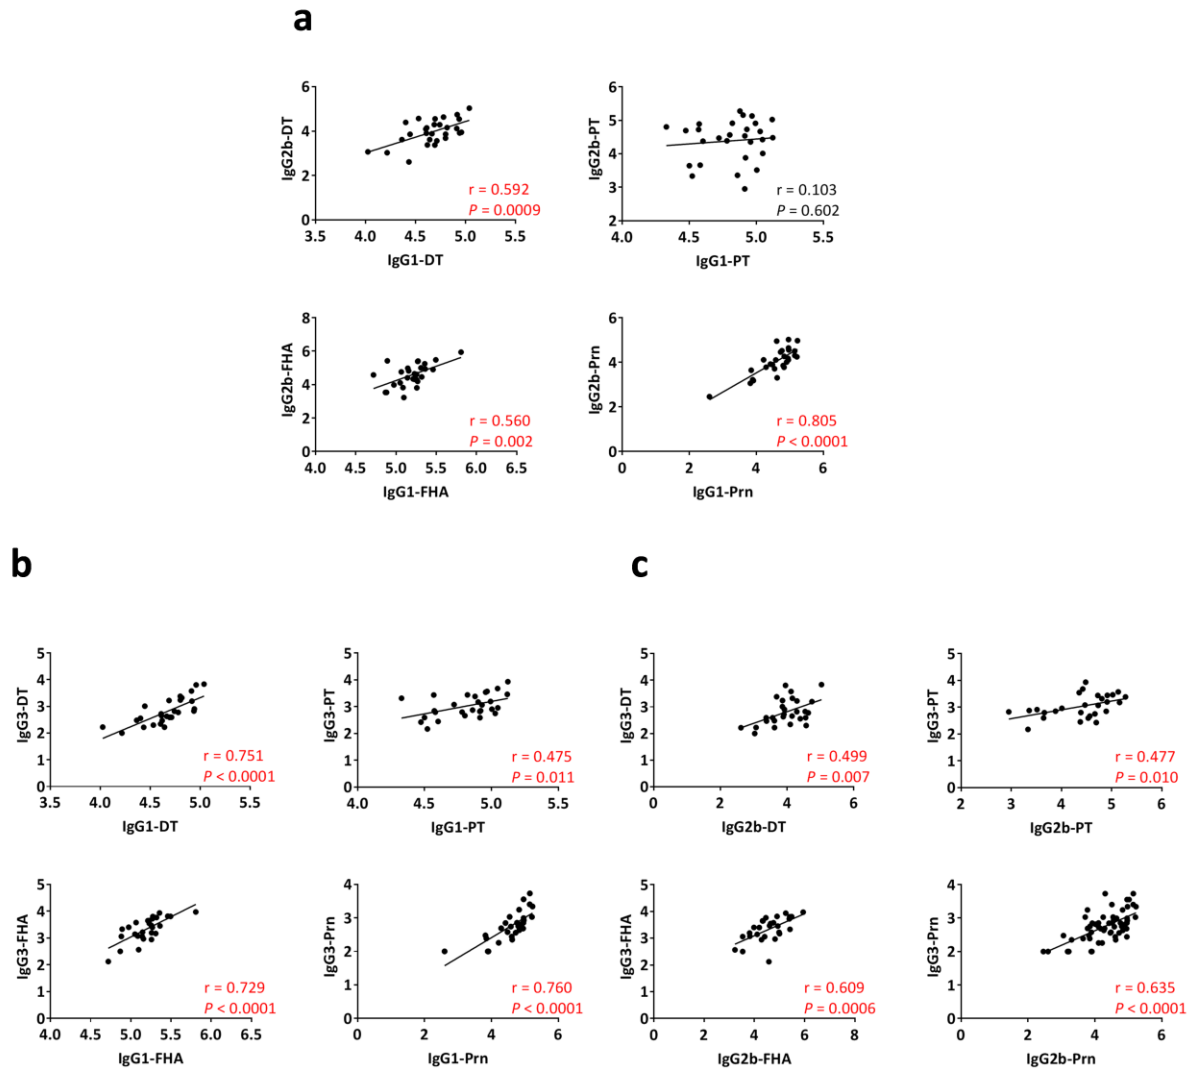 a
6
4
2
0
IgG2b-DT
3.5 4.0 4.5 5.0 5.5
IgG1-DT
r = 0.592
P = 0.0009
6
5
4
3
2
IgG2b-PT
4.0 4.5 5.0 5.5
IgG1-PT
r = 0.103
P = 0.602
8
6
4
2
0
IgG2b-FHA
4.0 4.5 5.0 5.5 6.0 6.5
IgG1-FHA
r = 0.560
P = 0.002
6
4
2
0
IgG2b-Prn
0 2 4 6
IgG1-Prn
r = 0.805
P < 0.0001
b
5
4
3
2
1
0
IgG3-DT
3.5 4.0 4.5 5.0 5.5
IgG1-DT
r = 0.751
P < 0.0001
5
4
3
2
1
0
IgG3-PT
4.0 4.5 5.0 5.5
IgG1-PT
r = 0.475
P = 0.011
5
4
3
2
1
0
IgG3-FHA
4.0 4.5 5.0 5.5 6.0 6.5
IgG1-FHA
r = 0.729
P < 0.0001
4
3
2
1
0
IgG3-Prn
0 2 4 6
IgG1-Prn
r = 0.760
P < 0.0001
c
5
4
3
2
1
0
IgG3-DT
0 2 4 6
IgG2b-DT
r = 0.499
P = 0.007
5
4
3
2
1
0
IgG3-PT
2 3 4 5 6
IgG2b-PT
r = 0.477
P = 0.010
5
4
3
2
1
0
IgG3-FHA
0 2 4 6 8
IgG2b-FHA
r = 0.609
P = 0.0006
4
3
2
1
0
IgG3-Prn
0 2 4 6
IgG2b-Prn
r = 0.635
P < 0.0001